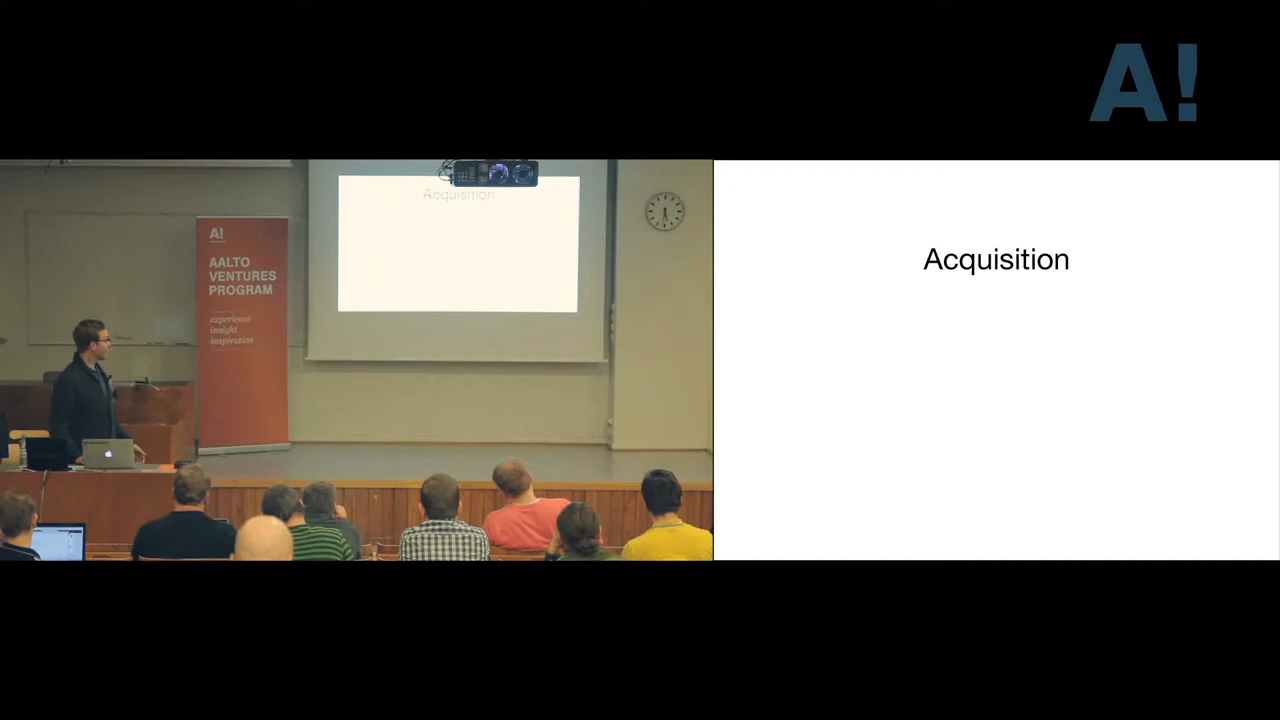 A!
A!
AALTO
VENTURES
PROGRAM
experience
insight
inspiration
Acquisition
Acquisition